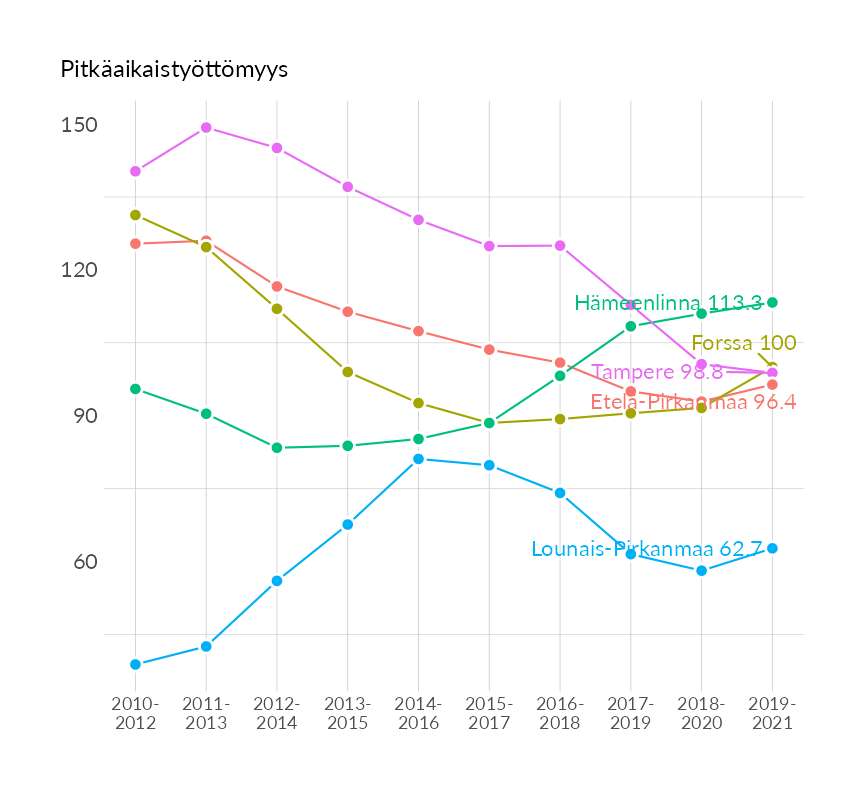 Pitkäaikaistyöttömyys
150
120
90
60
Hämeenlinna 113.3
Forssa 100
Tampere 98.8
Etelä-Pirkanmaa 96.4
Lounais-Pirkanmaa 62.7
2010- 2011- 2012- 2013- 2014- 2015- 2016- 2017- 2018- 2019-
2012 2013 2014 2015 2016 2017 2018 2019 2020 2021